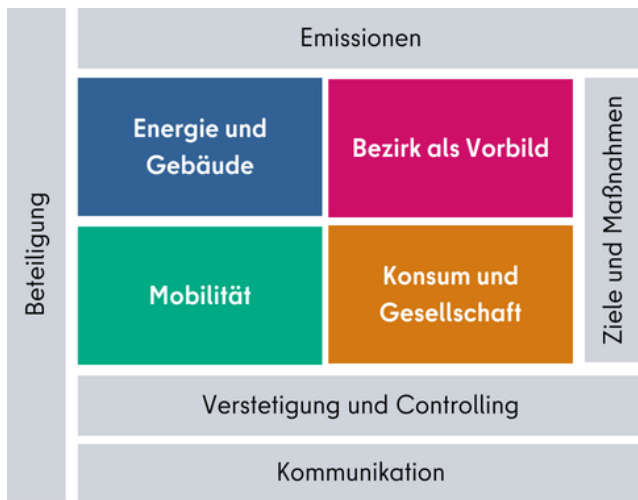 Emissionen
Beteiligung
Energie und
Gebäude
Bezirk als Vorbild
Ziele und Maßnahmen
Mobilität
Konsum und
Gesellschaft
Verstetigung und Controlling
Kommunikation